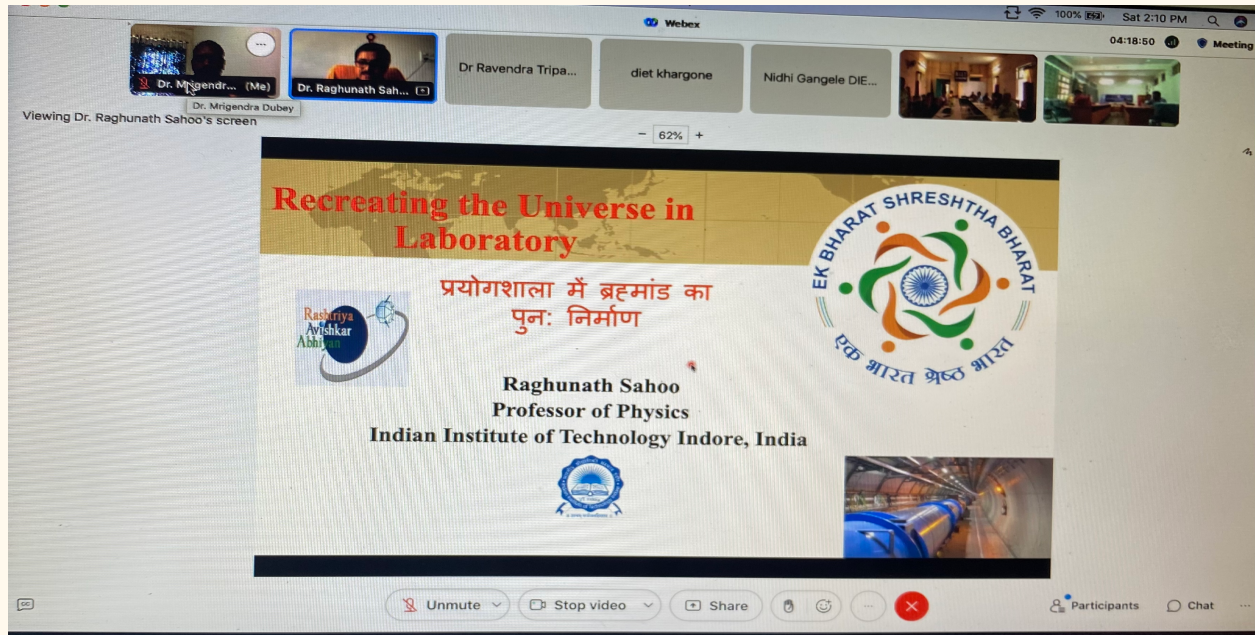 Webex
100%
Sat 2:10 PM
04:18:50
Meeting
Dr. Mrigendr... (Me)
Dr. Raghunath Sah...
Dr Ravendra Tripa...
diet khargone
Nidhi Gangele DIE...
Dr. Mrigendra Dubey
Viewing Dr. Raghunath Sahoo's screen
− 62% +
Recreating the Universe in
Laboratory
प्रयोगशाला में ब्रह्मांड का
पुन: निर्माण
Rashtriya
Avishkar
Abhiyan
EK BHARAT SHRESHTHA BHARAT
एक भारत श्रेष्ठ भारत
Raghunath Sahoo
Professor of Physics
Indian Institute of Technology Indore, India
CC
Unmute
Stop video
Share
Participants
Chat